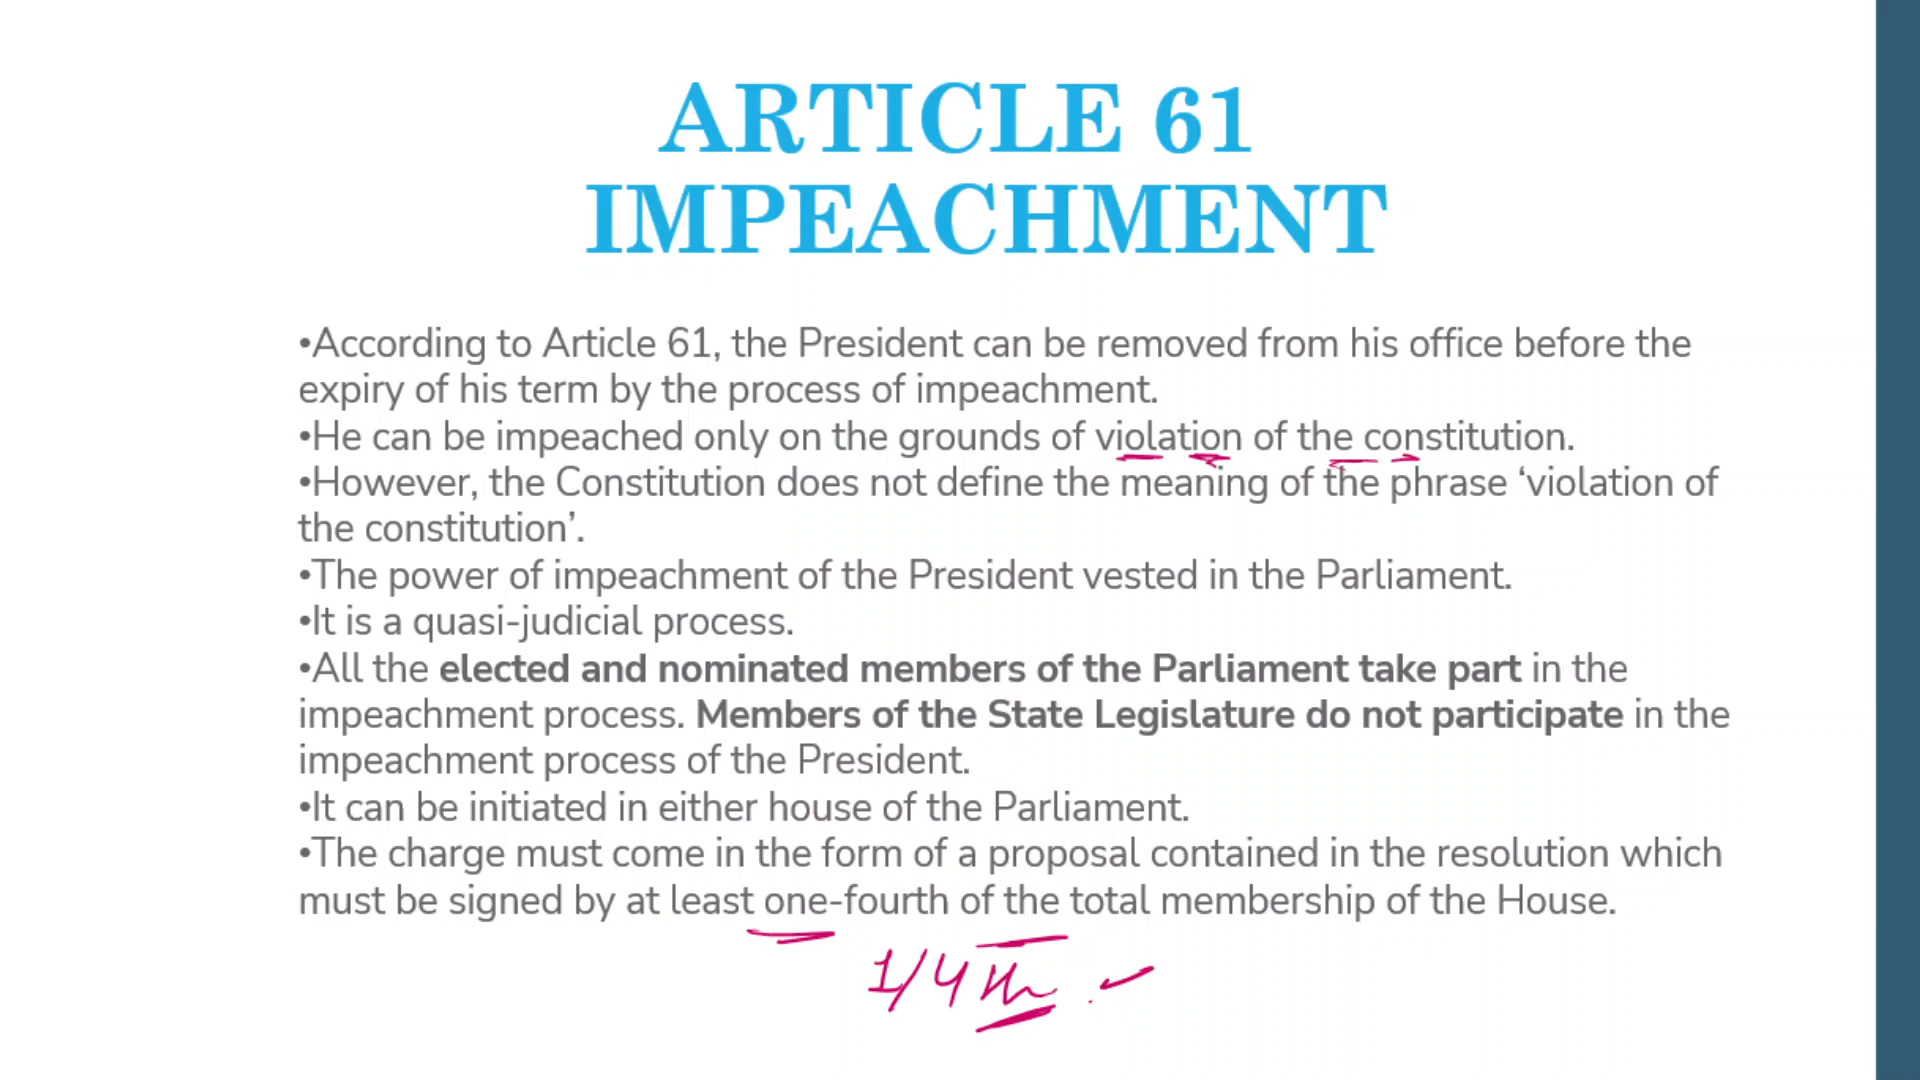 ARTICLE 61
IMPEACHMENT
•According to Article 61, the President can be removed from his office before the
expiry of his term by the process of impeachment.
•He can be impeached only on the grounds of violation of the constitution.
•However, the Constitution does not define the meaning of the phrase ‘violation of
the constitution’.
•The power of impeachment of the President vested in the Parliament.
•It is a quasi-judicial process.
•All the elected and nominated members of the Parliament take part in the
impeachment process. Members of the State Legislature do not participate in the
impeachment process of the President.
•It can be initiated in either house of the Parliament.
•The charge must come in the form of a proposal contained in the resolution which
must be signed by at least one-fourth of the total membership of the House.
1/4th